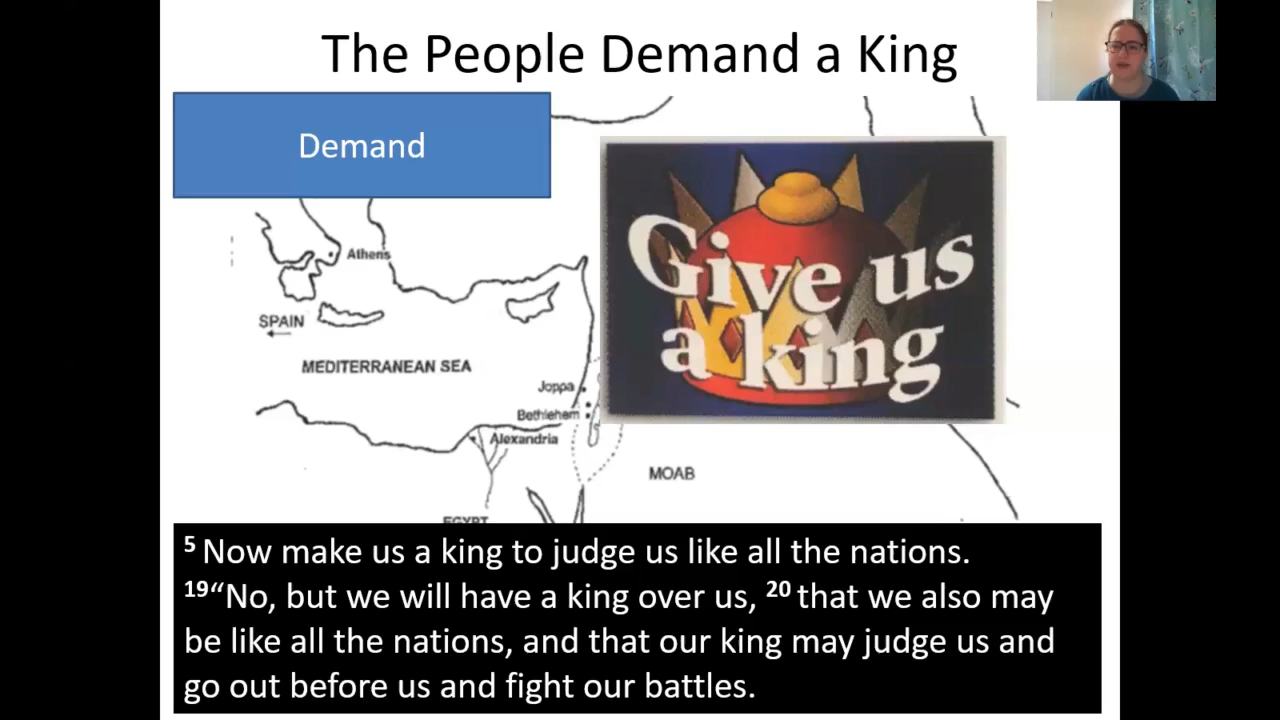 The People Demand a King
Demand
Give us
a king
Athens
SPAIN
MEDITERRANEAN SEA
Joppa
Bethlehem
Alexandria
MOAB
EGYPT
5 Now make us a king to judge us like all the nations.
19“No, but we will have a king over us, 20 that we also may
be like all the nations, and that our king may judge us and
go out before us and fight our battles.